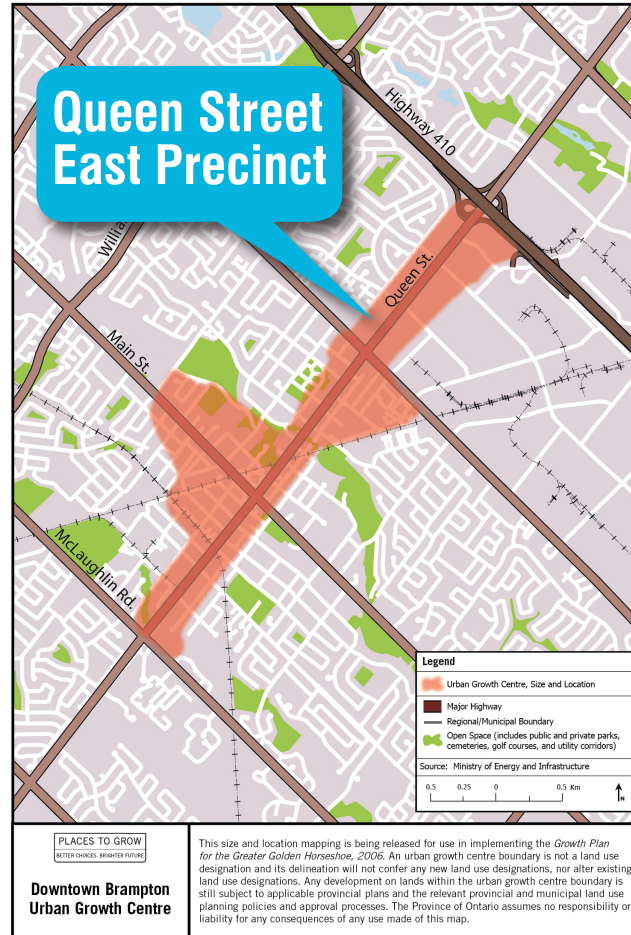 Queen Street
East Precinct
Highway 410
Queen St.
Main St.
McLaughlin Rd.
Legend
Urban Growth Centre, Size and Location
Major Highway
Regional/Municipal Boundary
Open Space (includes public and private parks,
cemeteries, golf courses, and utility corridors)
Source: Ministry of Energy and Infrastructure
0.5 0.25 0 0.5 Km
N
PLACES TO GROW
BETTER CHOICES. BRIGHTER FUTURE
Downtown Brampton
Urban Growth Centre
This size and location mapping is being released for use in implementing the Growth Plan
for the Greater Golden Horseshoe, 2006. An urban growth centre boundary is not a land use
designation and its delineation will not confer any new land use designations, nor alter existing
land use designations. Any development on lands within the urban growth centre boundary is
still subject to applicable provincial plans and the relevant provincial and municipal land use
planning policies and approval processes. The Province of Ontario assumes no responsibility or
liability for any consequences of any use made of this map.